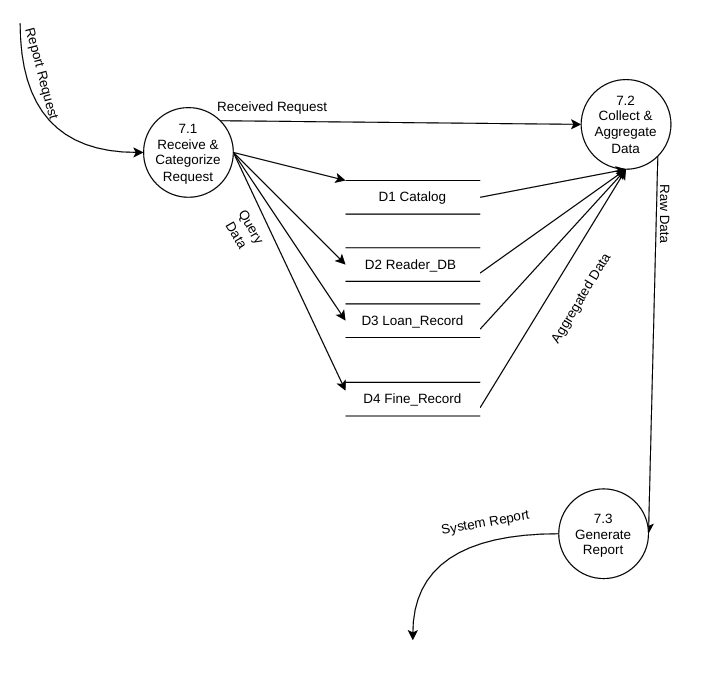 Report Request
7.1
Receive &
Categorize
Request
Received Request
7.2
Collect &
Aggregate
Data
D1 Catalog
Query
Data
D2 Reader_DB
D3 Loan_Record
D4 Fine_Record
Aggregated Data
Raw Data
System Report
7.3
Generate
Report